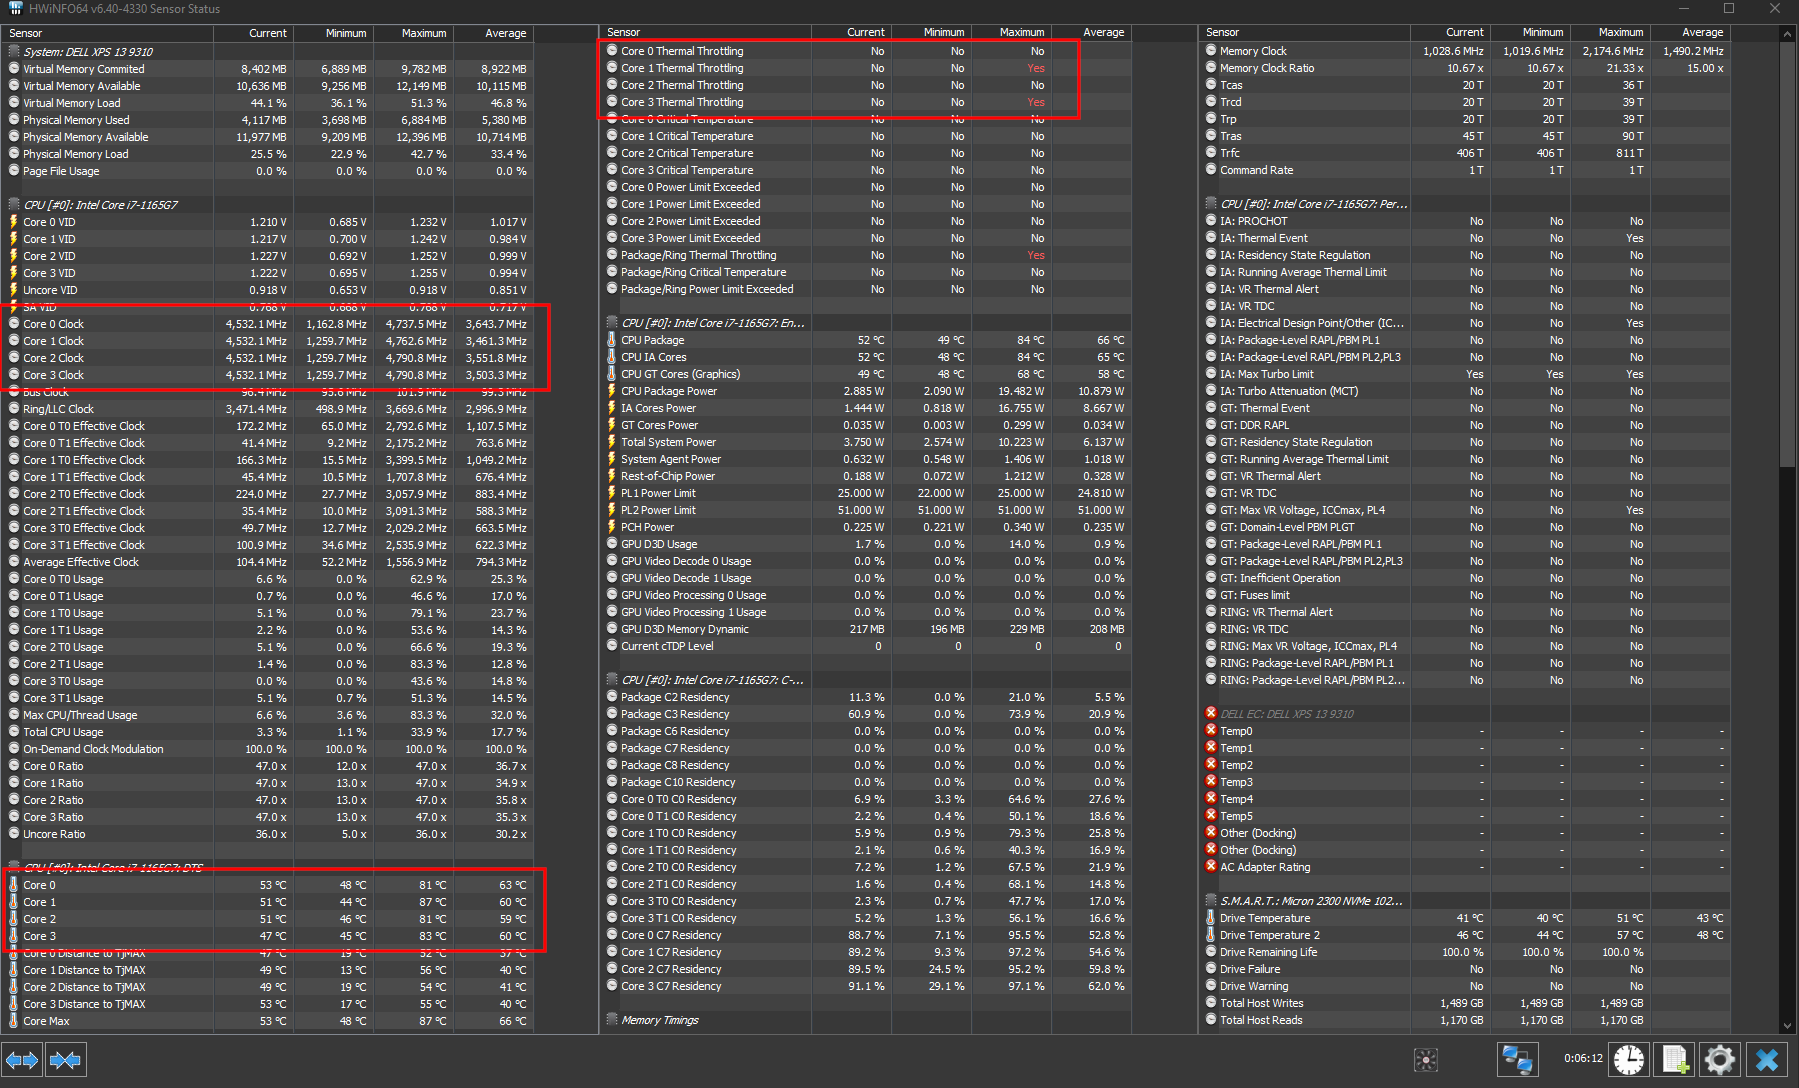 HWiNFO64 v6.40-4330 Sensor Status
Sensor Current Minimum Maximum Average
System: DELL XPS 13 9310
Virtual Memory Commited 8,402 MB 6,889 MB 9,782 MB 8,922 MB
Virtual Memory Available 10,636 MB 9,256 MB 12,149 MB 10,115 MB
Virtual Memory Load 44.1 % 36.1 % 51.3 % 46.8 %
Physical Memory Used 4,117 MB 3,698 MB 6,884 MB 5,380 MB
Physical Memory Available 11,977 MB 9,209 MB 12,396 MB 10,714 MB
Physical Memory Load 25.5 % 22.9 % 42.7 % 33.4 %
Page File Usage 0.0 % 0.0 % 0.0 % 0.0 %
CPU [#0]: Intel Core i7-1165G7
Core 0 VID 1.210 V 0.685 V 1.232 V 1.017 V
Core 1 VID 1.217 V 0.700 V 1.242 V 0.984 V
Core 2 VID 1.227 V 0.692 V 1.252 V 0.999 V
Core 3 VID 1.222 V 0.695 V 1.255 V 0.994 V
Uncore VID 0.918 V 0.653 V 0.918 V 0.851 V
SA VID 0.768 V 0.668 V 0.768 V 0.717 V
Core 0 Clock 4,532.1 MHz 1,162.8 MHz 4,737.5 MHz 3,643.7 MHz
Core 1 Clock 4,532.1 MHz 1,259.7 MHz 4,762.6 MHz 3,461.3 MHz
Core 2 Clock 4,532.1 MHz 1,259.7 MHz 4,790.8 MHz 3,551.8 MHz
Core 3 Clock 4,532.1 MHz 1,259.7 MHz 4,790.8 MHz 3,503.3 MHz
Bus Clock 96.4 MHz 95.6 MHz 101.9 MHz 99.3 MHz
Ring/LLC Clock 3,471.4 MHz 498.9 MHz 3,669.6 MHz 2,996.9 MHz
Core 0 T0 Effective Clock 172.2 MHz 65.0 MHz 2,792.6 MHz 1,107.5 MHz
Core 0 T1 Effective Clock 41.4 MHz 9.2 MHz 2,175.2 MHz 763.6 MHz
Core 1 T0 Effective Clock 166.3 MHz 15.5 MHz 3,399.5 MHz 1,049.2 MHz
Core 1 T1 Effective Clock 45.4 MHz 10.5 MHz 1,707.8 MHz 676.4 MHz
Core 2 T0 Effective Clock 224.0 MHz 27.7 MHz 3,057.9 MHz 883.4 MHz
Core 2 T1 Effective Clock 35.4 MHz 10.0 MHz 3,091.3 MHz 588.3 MHz
Core 3 T0 Effective Clock 49.7 MHz 12.7 MHz 2,029.2 MHz 663.5 MHz
Core 3 T1 Effective Clock 100.9 MHz 34.6 MHz 2,535.9 MHz 622.3 MHz
Average Effective Clock 104.4 MHz 52.2 MHz 1,556.9 MHz 794.3 MHz
Core 0 T0 Usage 6.6 % 0.0 % 62.9 % 25.3 %
Core 0 T1 Usage 0.7 % 0.0 % 46.6 % 17.0 %
Core 1 T0 Usage 5.1 % 0.0 % 79.1 % 23.7 %
Core 1 T1 Usage 2.2 % 0.0 % 53.6 % 14.3 %
Core 2 T0 Usage 5.1 % 0.0 % 66.6 % 19.3 %
Core 2 T1 Usage 1.4 % 0.0 % 83.3 % 12.8 %
Core 3 T0 Usage 0.0 % 0.0 % 43.6 % 14.8 %
Core 3 T1 Usage 5.1 % 0.7 % 51.3 % 14.5 %
Max CPU/Thread Usage 6.6 % 3.6 % 83.3 % 32.0 %
Total CPU Usage 3.3 % 1.1 % 33.9 % 17.7 %
On-Demand Clock Modulation 100.0 % 100.0 % 100.0 % 100.0 %
Core 0 Ratio 47.0 x 12.0 x 47.0 x 36.7 x
Core 1 Ratio 47.0 x 13.0 x 47.0 x 34.9 x
Core 2 Ratio 47.0 x 13.0 x 47.0 x 35.8 x
Core 3 Ratio 47.0 x 13.0 x 47.0 x 35.3 x
Uncore Ratio 36.0 x 5.0 x 36.0 x 30.2 x
CPU [#0]: Intel Core i7-1165G7: DTS
Core 0 53 °C 48 °C 81 °C 63 °C
Core 1 51 °C 44 °C 87 °C 60 °C
Core 2 51 °C 46 °C 81 °C 59 °C
Core 3 47 °C 45 °C 83 °C 60 °C
Core 0 Distance to TjMAX 47 °C 19 °C 52 °C 37 °C
Core 1 Distance to TjMAX 49 °C 13 °C 56 °C 40 °C
Core 2 Distance to TjMAX 49 °C 19 °C 54 °C 41 °C
Core 3 Distance to TjMAX 53 °C 17 °C 55 °C 40 °C
Core Max 53 °C 48 °C 87 °C 66 °C
Sensor Current Minimum Maximum Average
Core 0 Thermal Throttling No No No
Core 1 Thermal Throttling No No Yes
Core 2 Thermal Throttling No No No
Core 3 Thermal Throttling No No Yes
Core 0 Critical Temperature No No No
Core 1 Critical Temperature No No No
Core 2 Critical Temperature No No No
Core 3 Critical Temperature No No No
Core 0 Power Limit Exceeded No No No
Core 1 Power Limit Exceeded No No No
Core 2 Power Limit Exceeded No No No
Core 3 Power Limit Exceeded No No No
Package/Ring Thermal Throttling No No Yes
Package/Ring Critical Temperature No No No
Package/Ring Power Limit Exceeded No No No
CPU [#0]: Intel Core i7-1165G7: En...
CPU Package 52 °C 49 °C 84 °C 66 °C
CPU IA Cores 52 °C 48 °C 84 °C 65 °C
CPU GT Cores (Graphics) 49 °C 48 °C 68 °C 58 °C
CPU Package Power 2.885 W 2.090 W 19.482 W 10.879 W
IA Cores Power 1.444 W 0.818 W 16.755 W 8.667 W
GT Cores Power 0.035 W 0.003 W 0.299 W 0.034 W
Total System Power 3.750 W 2.574 W 10.223 W 6.137 W
System Agent Power 0.632 W 0.548 W 1.406 W 1.018 W
Rest-of-Chip Power 0.188 W 0.072 W 1.212 W 0.328 W
PL1 Power Limit 25.000 W 22.000 W 25.000 W 24.810 W
PL2 Power Limit 51.000 W 51.000 W 51.000 W 51.000 W
PCH Power 0.225 W 0.221 W 0.340 W 0.235 W
GPU D3D Usage 1.7 % 0.0 % 14.0 % 0.9 %
GPU Video Decode 0 Usage 0.0 % 0.0 % 0.0 % 0.0 %
GPU Video Decode 1 Usage 0.0 % 0.0 % 0.0 % 0.0 %
GPU Video Processing 0 Usage 0.0 % 0.0 % 0.0 % 0.0 %
GPU Video Processing 1 Usage 0.0 % 0.0 % 0.0 % 0.0 %
GPU D3D Memory Dynamic 217 MB 196 MB 229 MB 208 MB
Current cTDP Level 0 0 0 0
CPU [#0]: Intel Core i7-1165G7: C-...
Package C2 Residency 11.3 % 0.0 % 21.0 % 5.5 %
Package C3 Residency 60.9 % 0.0 % 73.9 % 20.9 %
Package C6 Residency 0.0 % 0.0 % 0.0 % 0.0 %
Package C7 Residency 0.0 % 0.0 % 0.0 % 0.0 %
Package C8 Residency 0.0 % 0.0 % 0.0 % 0.0 %
Package C10 Residency 0.0 % 0.0 % 0.0 % 0.0 %
Core 0 T0 C0 Residency 6.9 % 3.3 % 64.6 % 27.6 %
Core 0 T1 C0 Residency 2.2 % 0.4 % 50.1 % 18.6 %
Core 1 T0 C0 Residency 5.9 % 0.9 % 79.3 % 25.8 %
Core 1 T1 C0 Residency 2.1 % 0.6 % 40.3 % 16.9 %
Core 2 T0 C0 Residency 7.2 % 1.2 % 67.5 % 21.9 %
Core 2 T1 C0 Residency 1.6 % 0.4 % 68.1 % 14.8 %
Core 3 T0 C0 Residency 2.3 % 0.7 % 47.7 % 17.0 %
Core 3 T1 C0 Residency 5.2 % 1.3 % 56.1 % 16.6 %
Core 0 C7 Residency 88.7 % 7.1 % 95.5 % 52.8 %
Core 1 C7 Residency 89.2 % 9.3 % 97.2 % 54.6 %
Core 2 C7 Residency 89.5 % 24.5 % 95.2 % 59.8 %
Core 3 C7 Residency 91.1 % 29.1 % 97.1 % 62.0 %
Memory Timings
Sensor Current Minimum Maximum Average
Memory Clock 1,028.6 MHz 1,019.6 MHz 2,174.6 MHz 1,490.2 MHz
Memory Clock Ratio 10.67 x 10.67 x 21.33 x 15.00 x
Tcas 20 T 20 T 36 T
Trcd 20 T 20 T 39 T
Trp 20 T 20 T 39 T
Tras 45 T 45 T 90 T
Trfc 406 T 406 T 811 T
Command Rate 1 T 1 T 1 T
CPU [#0]: Intel Core i7-1165G7: Per...
IA: PROCHOT No No No
IA: Thermal Event No No Yes
IA: Residency State Regulation No No No
IA: Running Average Thermal Limit No No No
IA: VR Thermal Alert No No No
IA: VR TDC No No No
IA: Electrical Design Point/Other (IC... No No Yes
IA: Package-Level RAPL/PBM PL1 No No No
IA: Package-Level RAPL/PBM PL2,PL3 No No No
IA: Max Turbo Limit Yes Yes Yes
IA: Turbo Attenuation (MCT) No No No
GT: Thermal Event No No No
GT: DDR RAPL No No No
GT: Residency State Regulation No No No
GT: Running Average Thermal Limit No No No
GT: VR Thermal Alert No No No
GT: VR TDC No No No
GT: Max VR Voltage, ICCmax, PL4 No No Yes
GT: Domain-Level PBM PLGT No No No
GT: Package-Level RAPL/PBM PL1 No No No
GT: Package-Level RAPL/PBM PL2,PL3 No No No
GT: Inefficient Operation No No No
GT: Fuses limit No No No
RING: VR Thermal Alert No No No
RING: VR TDC No No No
RING: Max VR Voltage, ICCmax, PL4 No No No
RING: Package-Level RAPL/PBM PL1 No No No
RING: Package-Level RAPL/PBM PL2... No No No
DELL EC: DELL XPS 13 9310
Temp0 - - - -
Temp1 - - - -
Temp2 - - - -
Temp3 - - - -
Temp4 - - - -
Temp5 - - - -
Other (Docking) - - - -
Other (Docking) - - - -
AC Adapter Rating - - - -
S.M.A.R.T.: Micron 2300 NVMe 102...
Drive Temperature 41 °C 40 °C 51 °C 43 °C
Drive Temperature 2 46 °C 44 °C 57 °C 48 °C
Drive Remaining Life 100.0 % 100.0 % 100.0 %
Drive Failure No No No
Drive Warning No No No
Total Host Writes 1,489 GB 1,489 GB 1,489 GB
Total Host Reads 1,170 GB 1,170 GB 1,170 GB
0:06:12